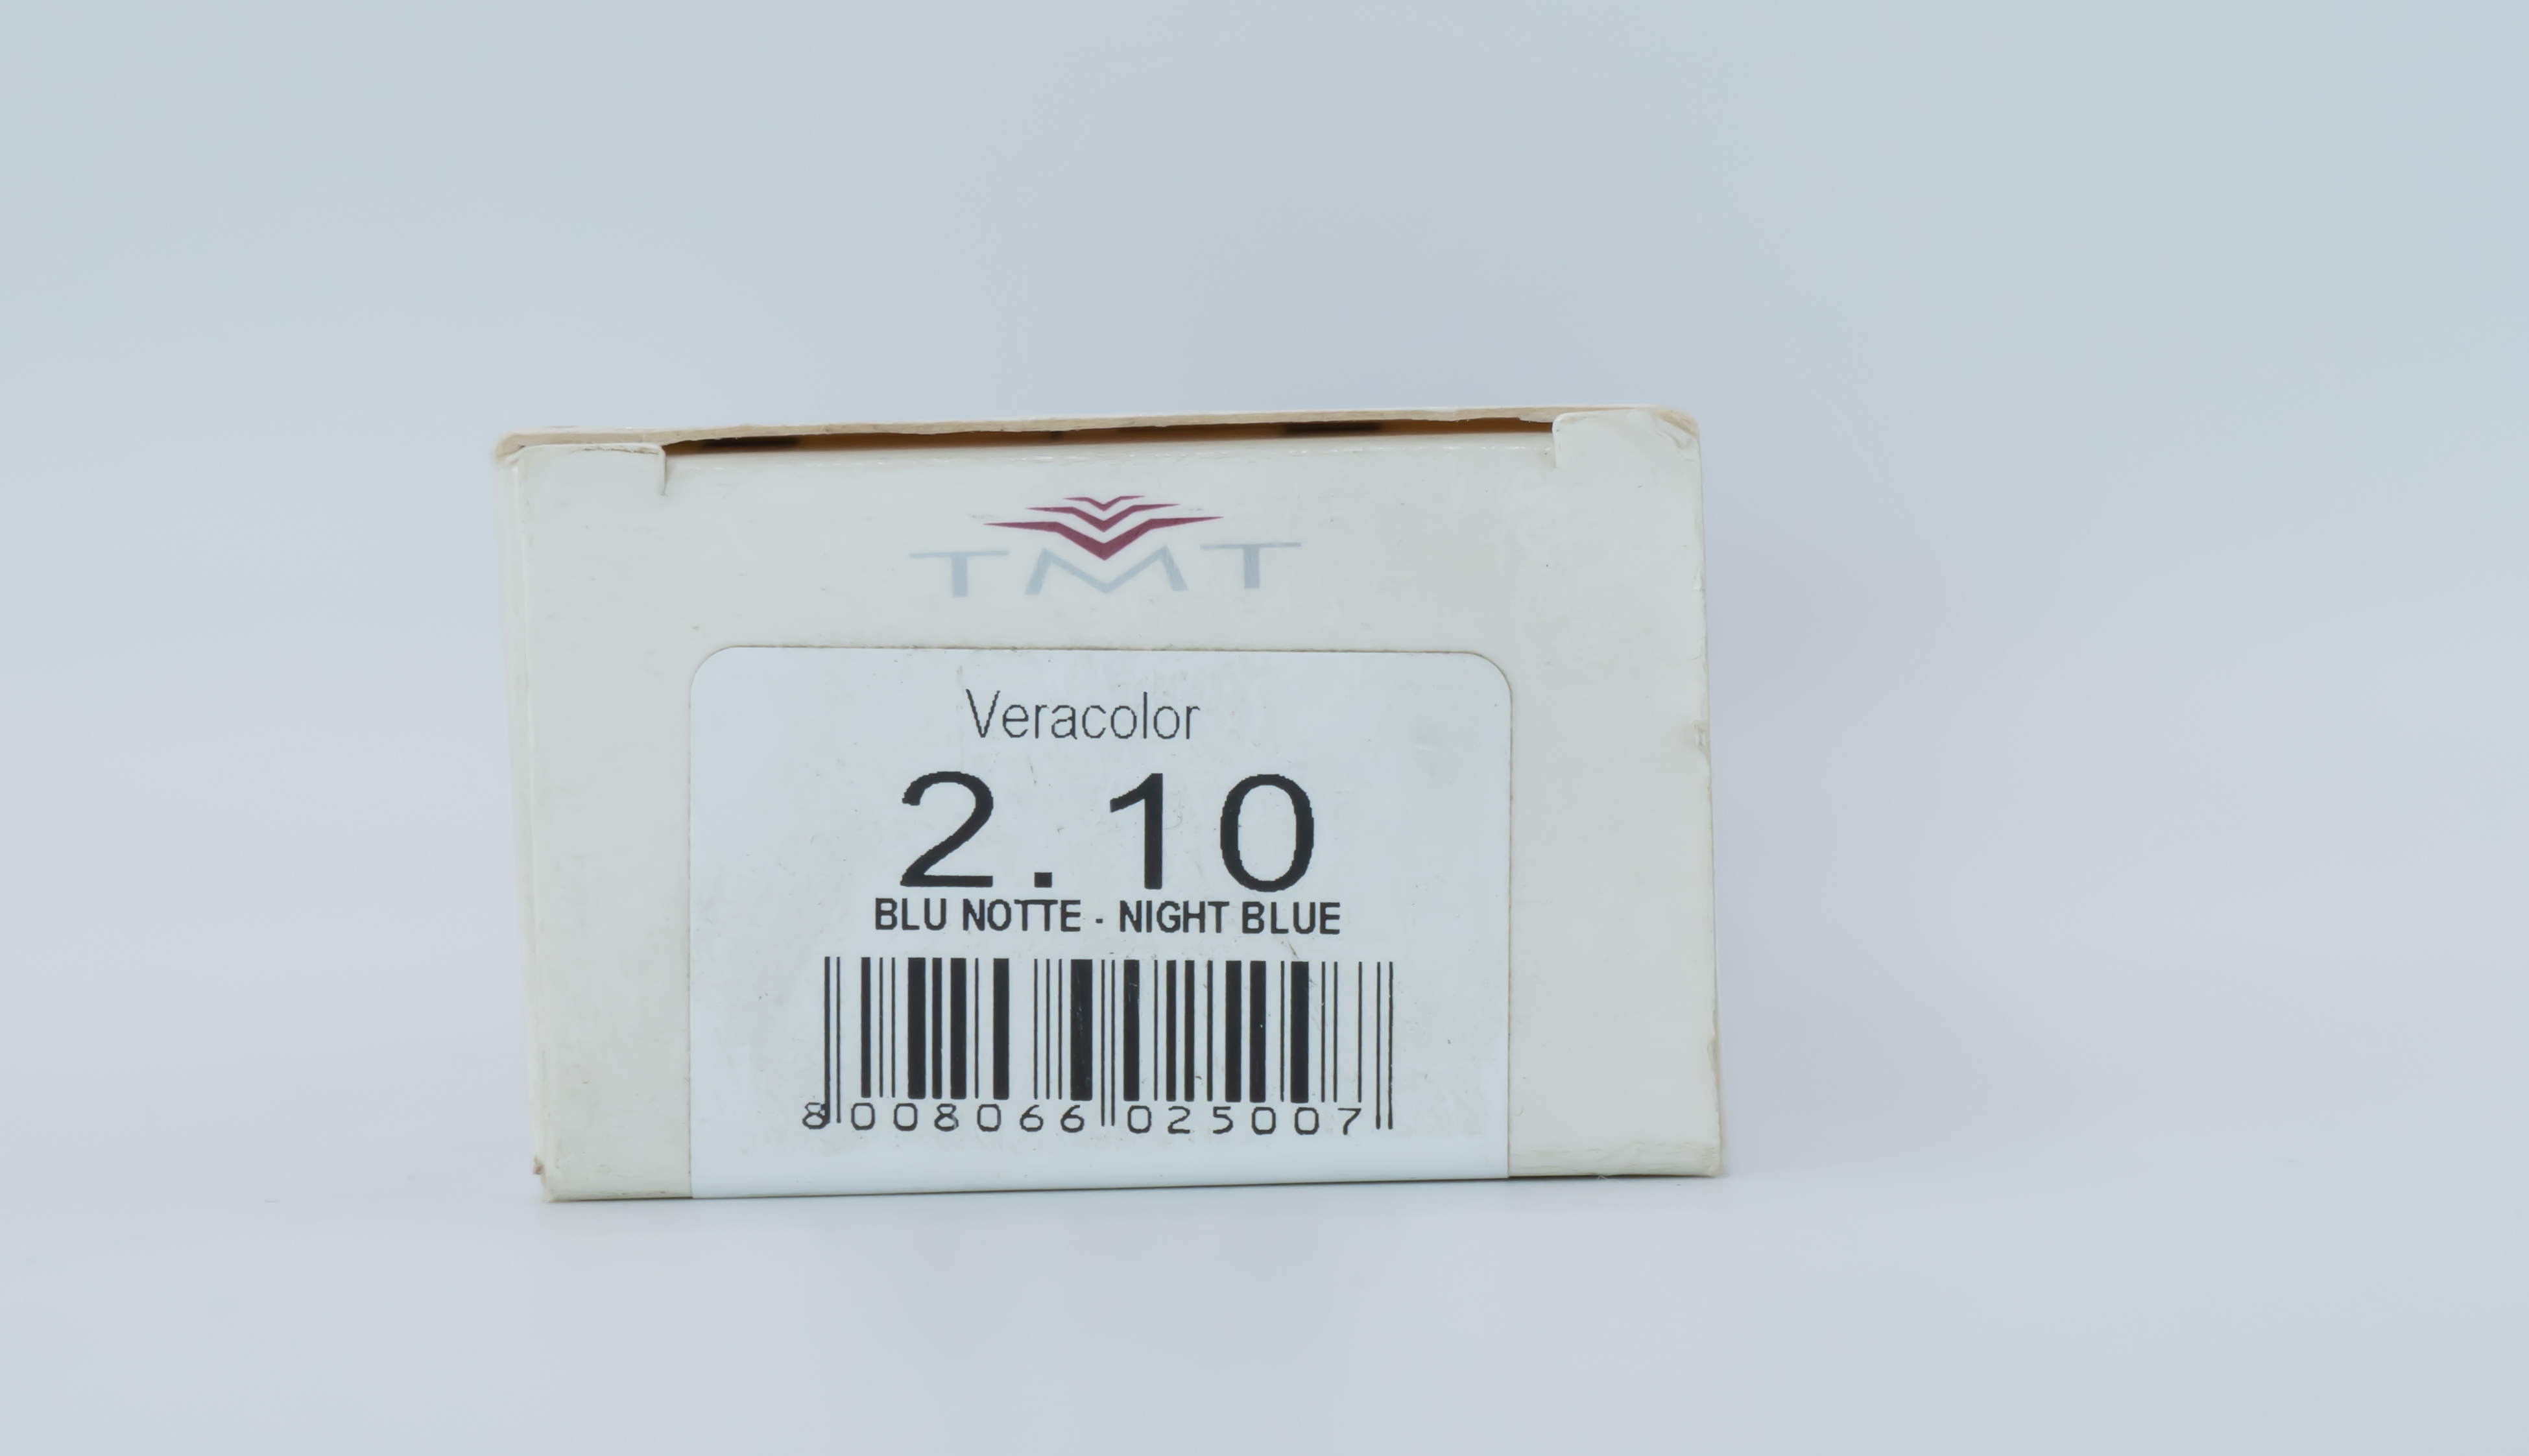 TMT
Veracolor
2.10
BLU NOTTE - NIGHT BLUE
8 008066 025007